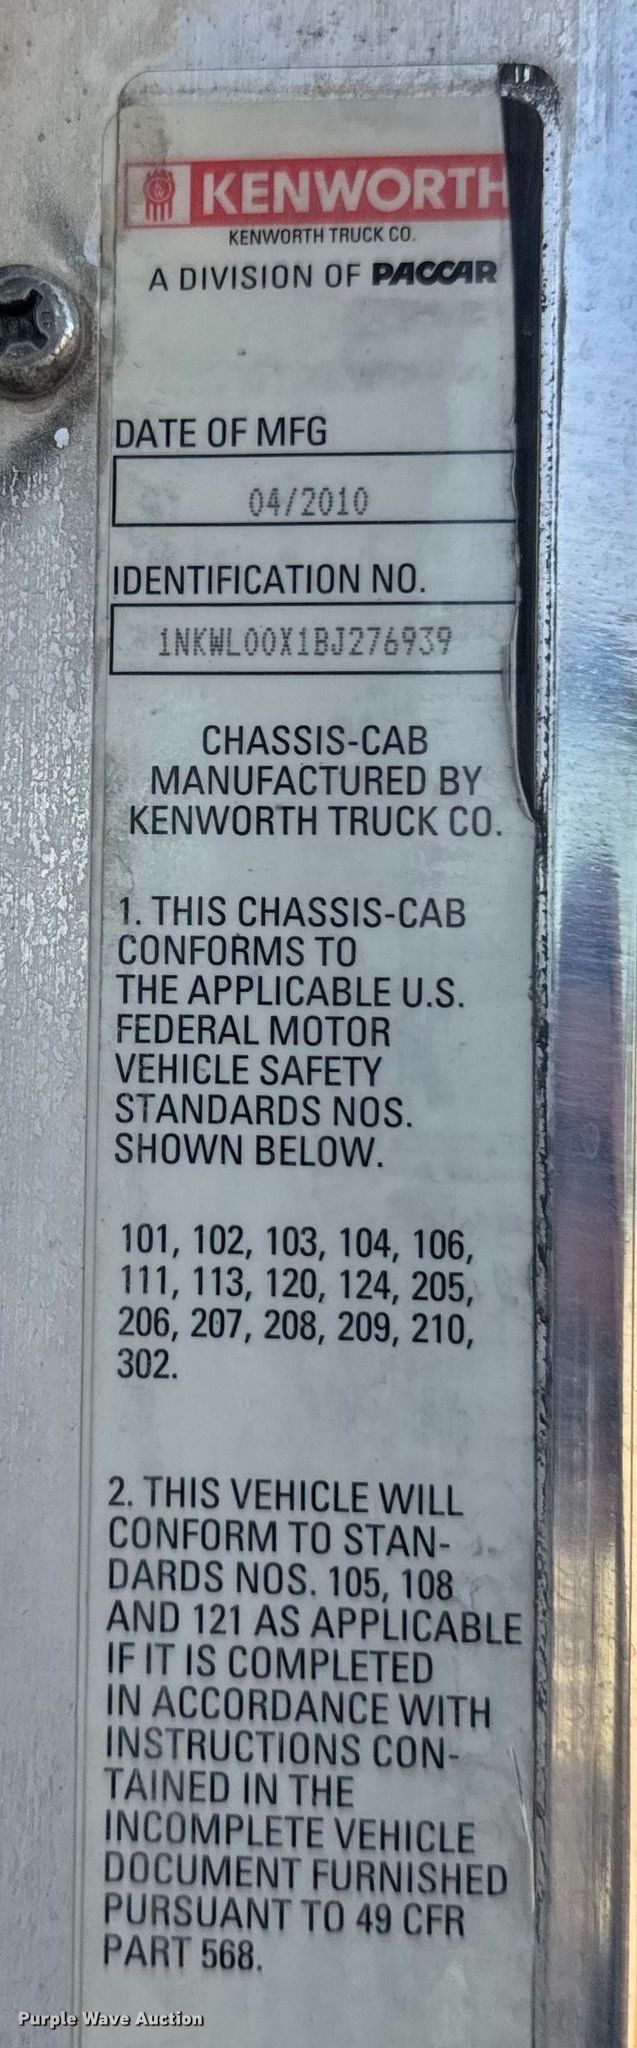 KENWORTH
KENWORTH TRUCK CO.
A DIVISION OF PACCAR
DATE OF MFG
04/2010
IDENTIFICATION NO.
1NKWL00X1BJ276939
CHASSIS-CAB
MANUFACTURED BY
KENWORTH TRUCK CO.
1. THIS CHASSIS-CAB
CONFORMS TO
THE APPLICABLE U.S.
FEDERAL MOTOR
VEHICLE SAFETY
STANDARDS NOS.
SHOWN BELOW.
101, 102, 103, 104, 106,
111, 113, 120, 124, 205,
206, 207, 208, 209, 210,
302.
2. THIS VEHICLE WILL
CONFORM TO STAN-
DARDS NOS. 105, 108
AND 121 AS APPLICABLE
IF IT IS COMPLETED
IN ACCORDANCE WITH
INSTRUCTIONS CON-
TAINED IN THE
INCOMPLETE VEHICLE
DOCUMENT FURNISHED
PURSUANT TO 49 CFR
PART 568.
Purple Wave Auction